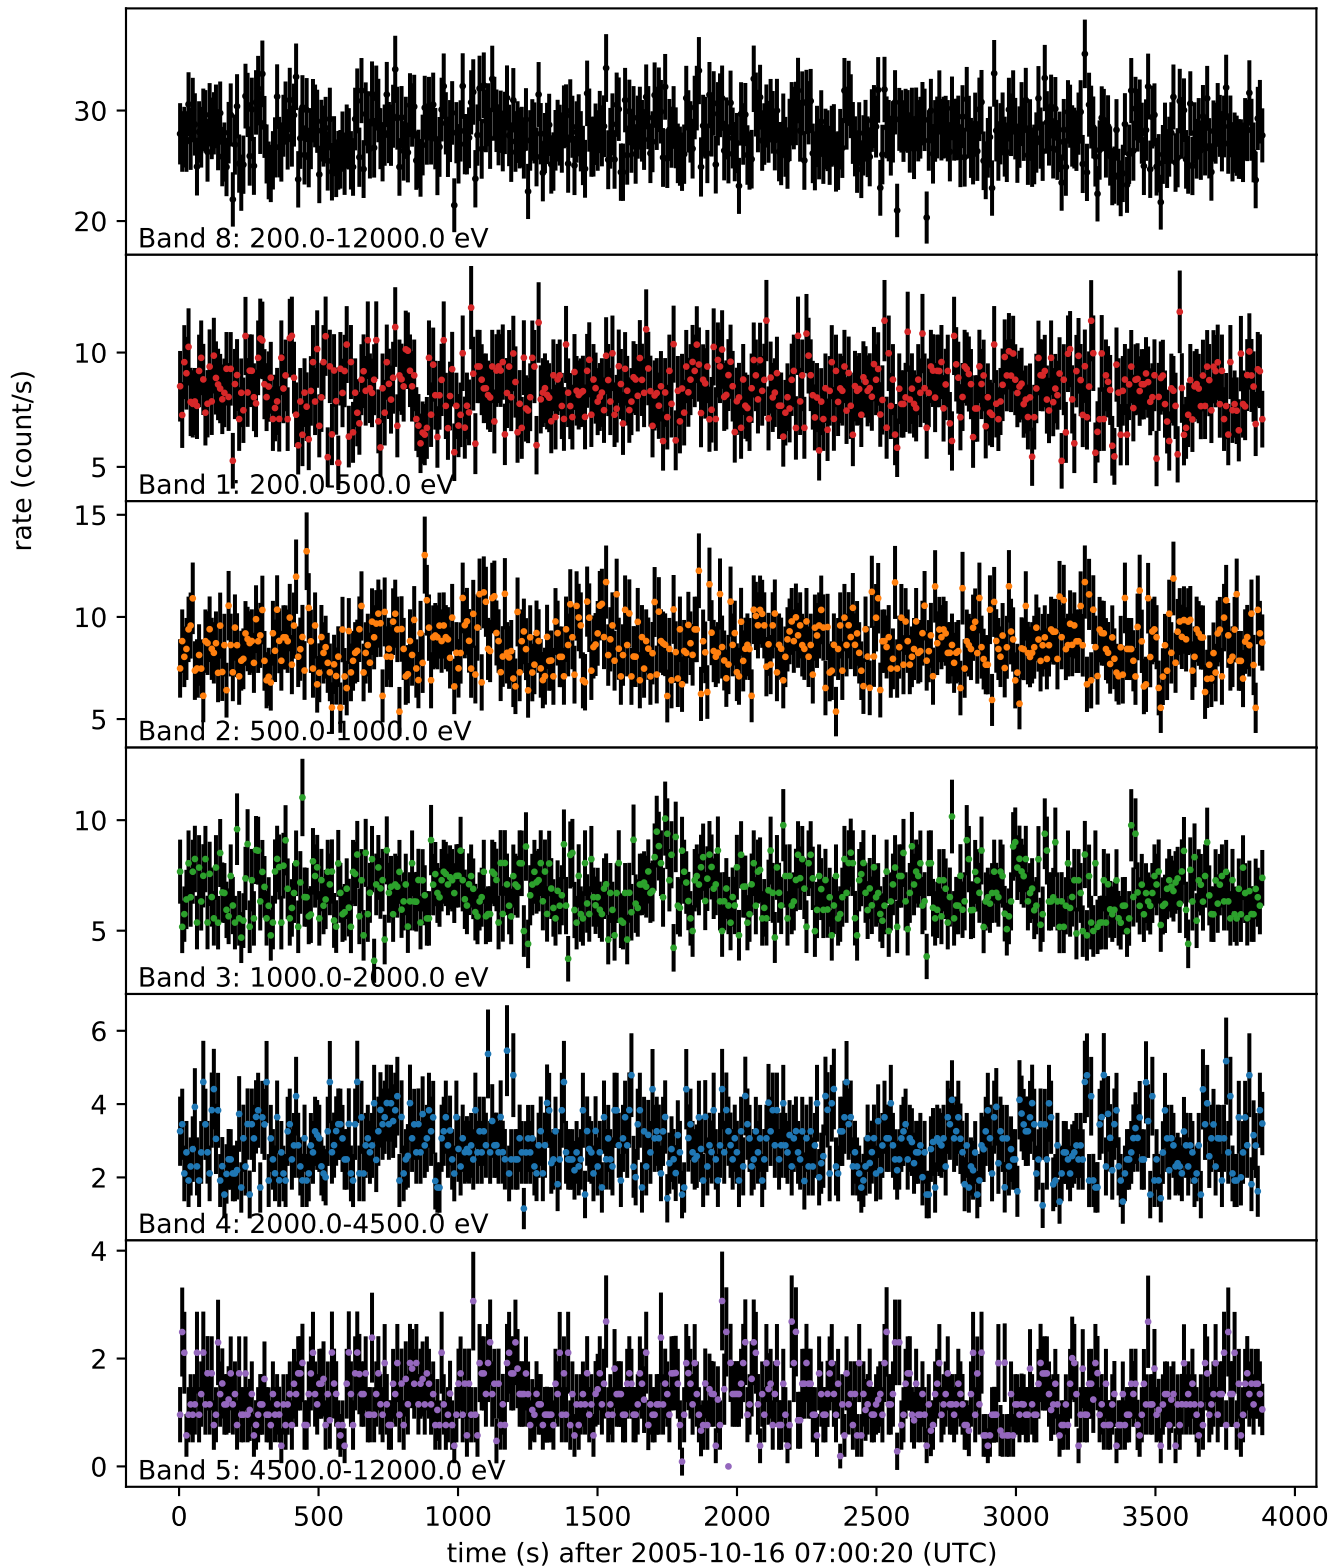 30
20
Band 8: 200.0-12000.0 eV
10
5
Band 1: 200.0-500.0 eV
rate (count/s)
15
10
5
Band 2: 500.0-1000.0 eV
10
5
Band 3: 1000.0-2000.0 eV
6
4
2
Band 4: 2000.0-4500.0 eV
4
2
0
Band 5: 4500.0-12000.0 eV
0 500 1000 1500 2000 2500 3000 3500 4000
time (s) after 2005-10-16 07:00:20 (UTC)